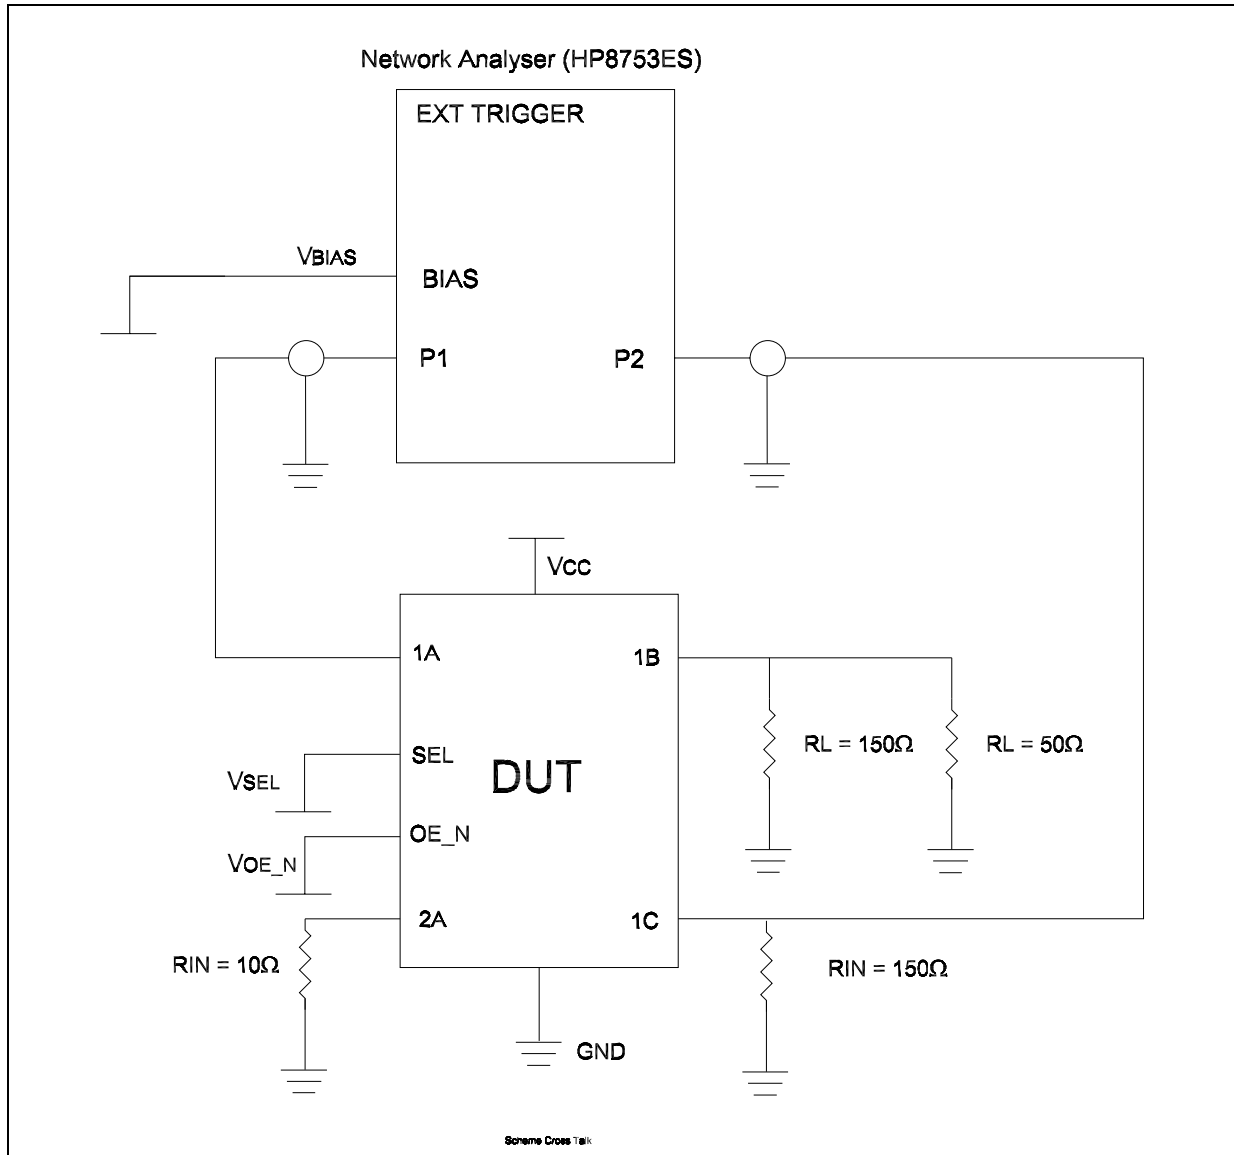 Network Analyser (HP8753ES)
EXT TRIGGER
VBIAS
BIAS
P1
P2
VCC
1A
1B
RL = 150Ω
RL = 50Ω
SEL
DUT
VSEL
OE_N
VOE_N
2A
1C
RIN = 10Ω
RIN = 150Ω
GND
Scheme Cross Talk